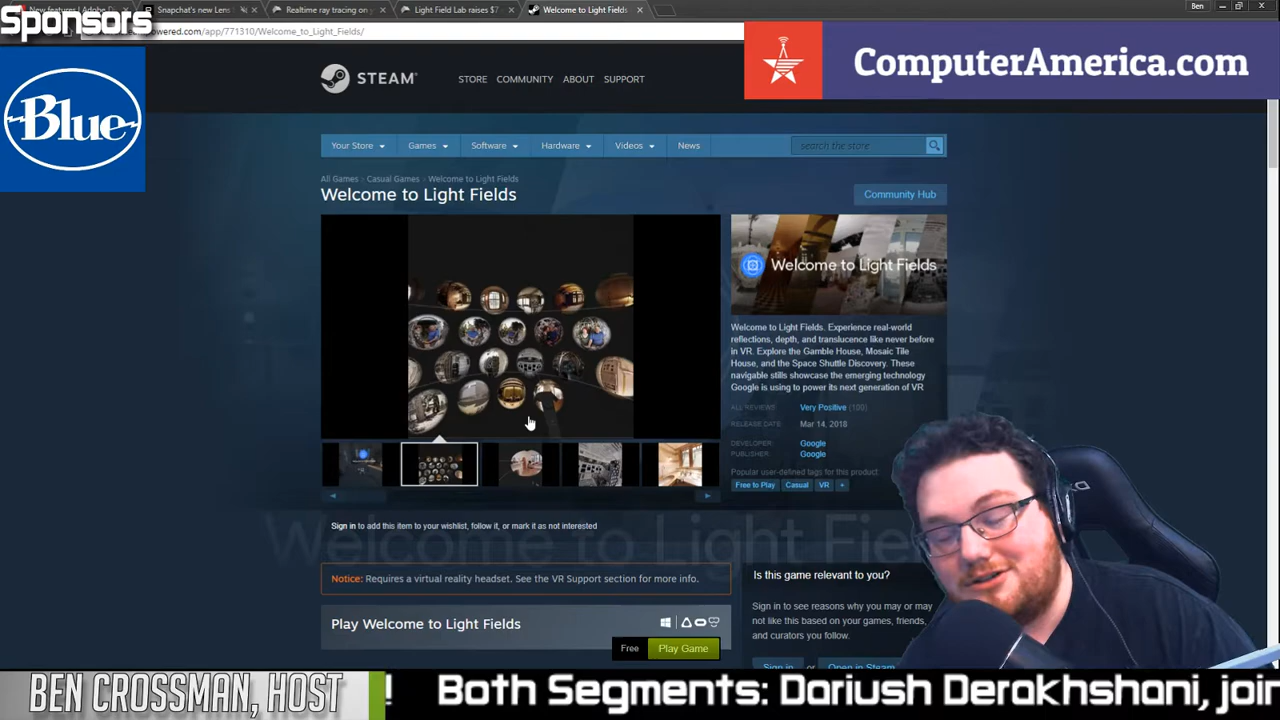 New features | Adobe D
Snapchat's new Lens
Realtime ray tracing on
Light Field Lab raises $7
Welcome to Light Fields
Ben
Sponsors
powered.com/app/771310/Welcome_to_Light_Fields/
Blue
ComputerAmerica.com
STEAM
STORE COMMUNITY ABOUT SUPPORT
Your Store Games Software Hardware Videos News search the store
All Games > Casual Games > Welcome to Light Fields
Welcome to Light Fields
Community Hub
Welcome to Light Fields
Welcome to Light Fields. Experience real-world
reflections, depth, and translucence like never before
in VR. Explore the Gamble House, Mosaic Tile
House, and the Space Shuttle Discovery. These
navigable stills showcase the emerging technology
Google is using to power its next generation of VR
ALL REVIEWS: Very Positive (100)
RELEASE DATE: Mar 14, 2018
DEVELOPER: Google
PUBLISHER: Google
Popular user-defined tags for this product:
Free to Play Casual VR +
Sign in to add this item to your wishlist, follow it, or mark it as not interested
Welcome to Light Fie
Notice: Requires a virtual reality headset. See the VR Support section for more info.
Is this game relevant to you?
Sign in to see reasons why you may or may
not like this based on your games, friends,
and curators you follow.
Play Welcome to Light Fields
Free Play Game
Sign in or Open in Steam
BEN CROSSMAN, HOST
! Both Segments: Dariush Derakhshani, join